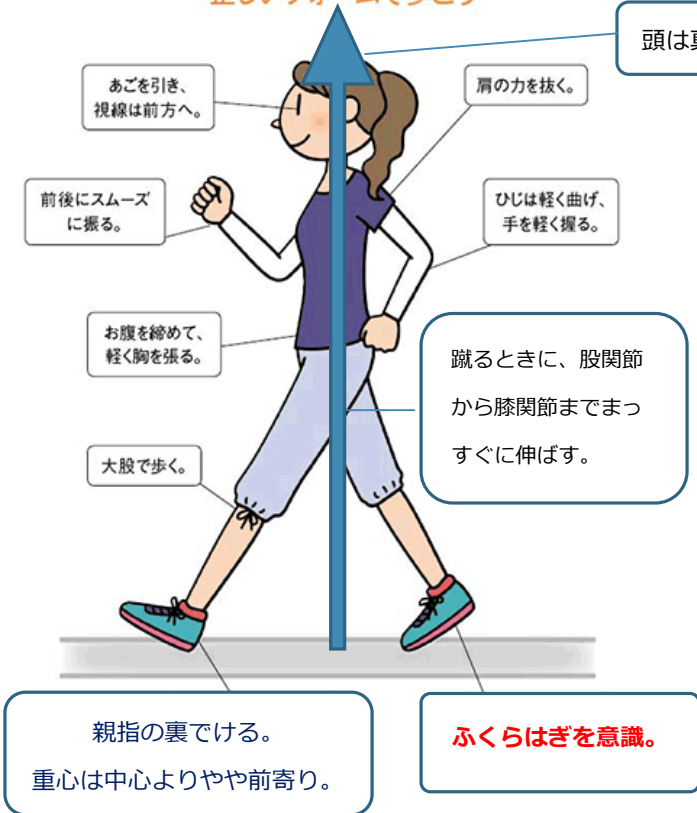 頭は
あごを引き、
視線は前方へ。
肩の力を抜く。
前後にスムーズ
に振る。
ひじは軽く曲げ、
手を軽く握る。
お腹を締めて、
軽く胸を張る。
蹴るときに、股関節
から膝関節までまっ
すぐに伸ばす。
大股で歩く。
親指の裏でける。
重心は中心よりやや前寄り。
ふくらはぎを意識。